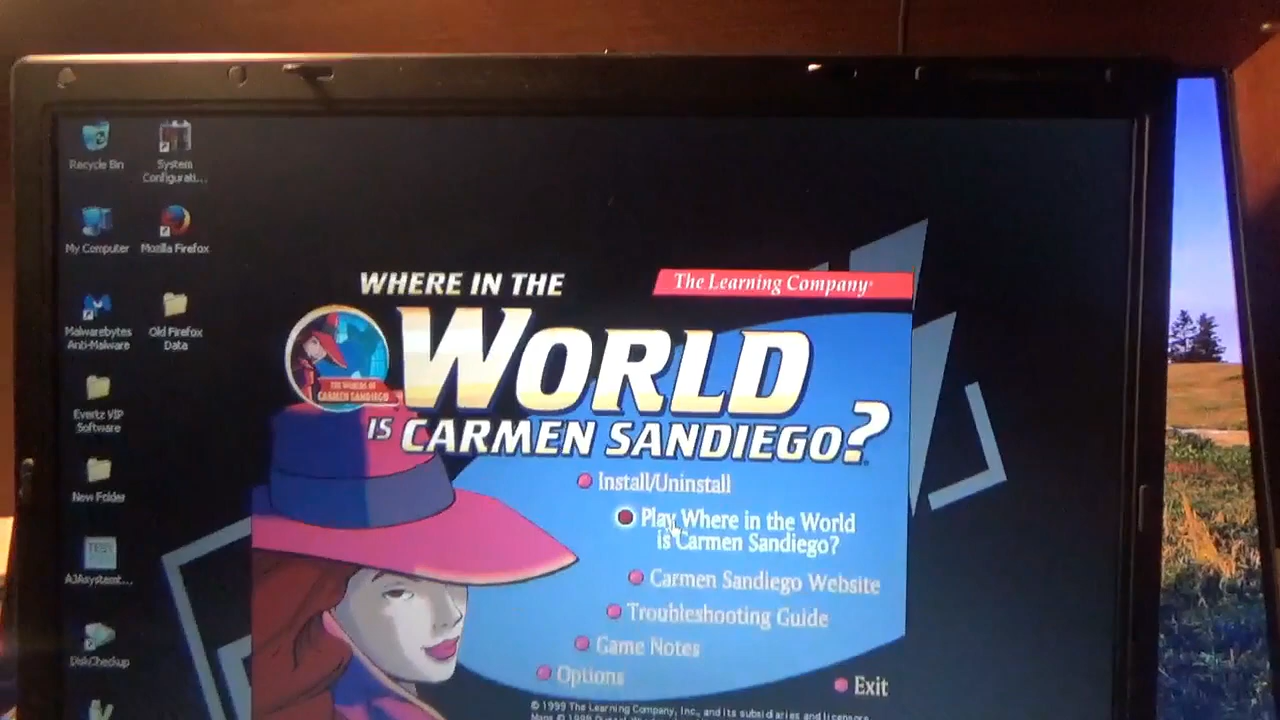 Recycle Bin
System
Configurati...
My Computer
Mozilla Firefox
Malwarebytes
Anti-Malware
Old Firefox
Data
Evertz VIP
Software
New Folder
AJAsystemt...
DiskCheckup
WHERE IN THE
The Learning Company
WORLD
THE WORLDS OF
CARMEN SANDIEGO
IS CARMEN SANDIEGO?
Install/Uninstall
Play Where in the World
is Carmen Sandiego?
Carmen Sandiego Website
Troubleshooting Guide
Game Notes
Options
Exit
© 1999 The Learning Company, Inc., and its subsidiaries and licensors.